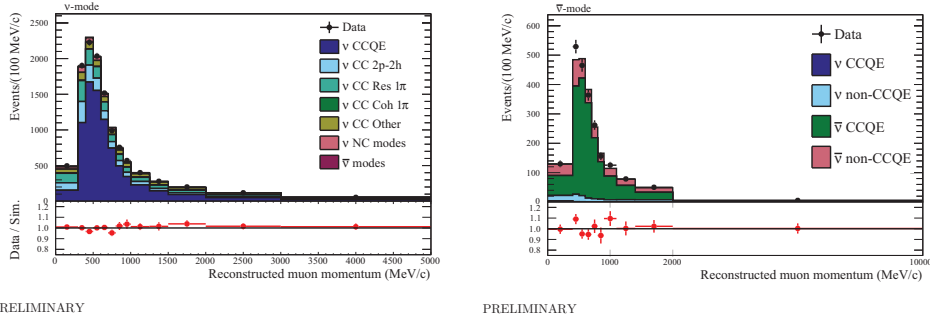 ν-mode
Events/(100 MeV/c)
2500
2000
1500
1000
500
0
Data
ν CCQE
ν CC 2p-2h
ν CC Res 1π
ν CC Coh 1π
ν CC Other
ν NC modes
ν̅ modes
Data / Sim.
1.2
1.1
1.0
0.9
0.8
0 500 1000 1500 2000 2500 3000 3500 4000 4500 5000
Reconstructed muon momentum (MeV/c)
RELIMINARY
ν̅-mode
Events/(100 MeV/c)
600
500
400
300
200
100
0
Data
ν CCQE
ν non-CCQE
ν̅ CCQE
ν̅ non-CCQE
1.2
1.1
1.0
0.9
0.8
0 1000 2000 10000
Reconstructed muon momentum (MeV/c)
PRELIMINARY